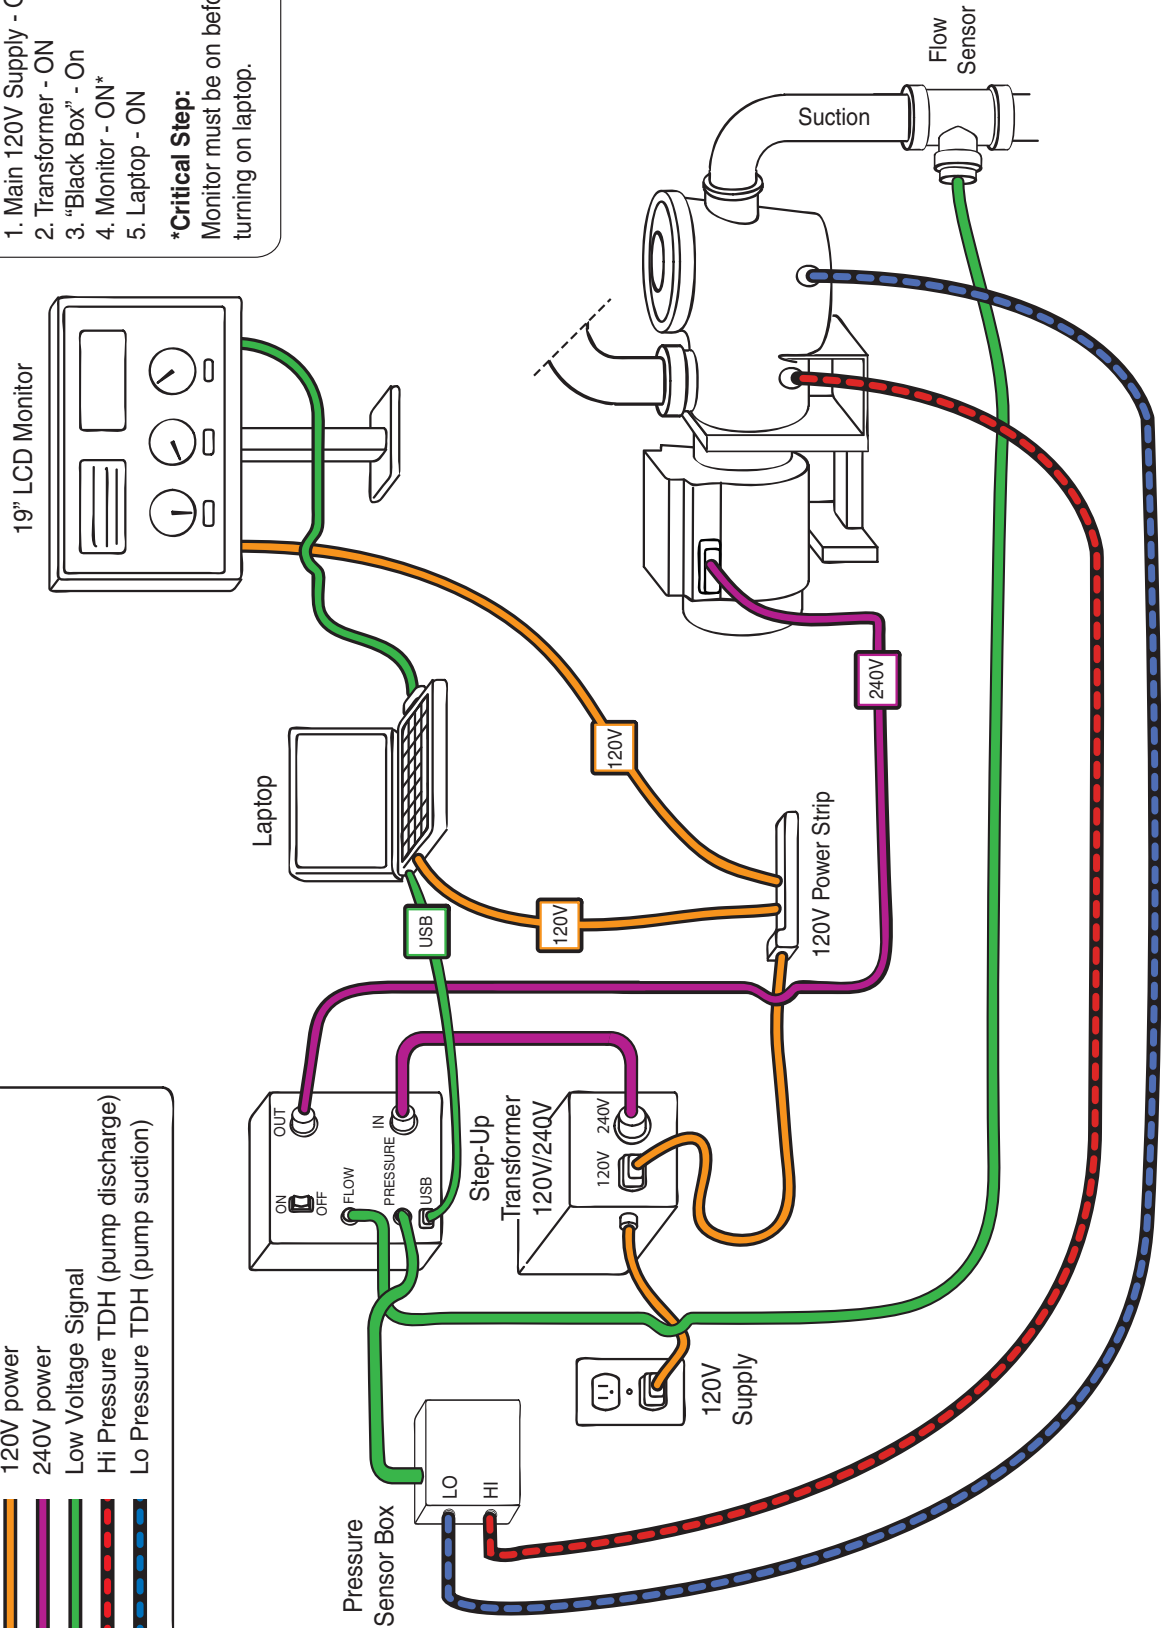 120V power
240V power
Low Voltage Signal
Hi Pressure TDH (pump discharge)
Lo Pressure TDH (pump suction)
1. Main 120V Supply -
2. Transformer - ON
3. “Black Box” - On
4. Monitor - ON*
5. Laptop - ON
*Critical Step:
Monitor must be on
turning on laptop.
19” LCD Monitor
Laptop
USB
120V
120V
120V Power Strip
240V
Suction
Flow
Sensor
OUT
ON
OFF
FLOW
IN
PRESSURE
USB
Step-Up
Transformer
120V/240V
120V
240V
120V
Supply
Pressure
Sensor Box
LO
HI